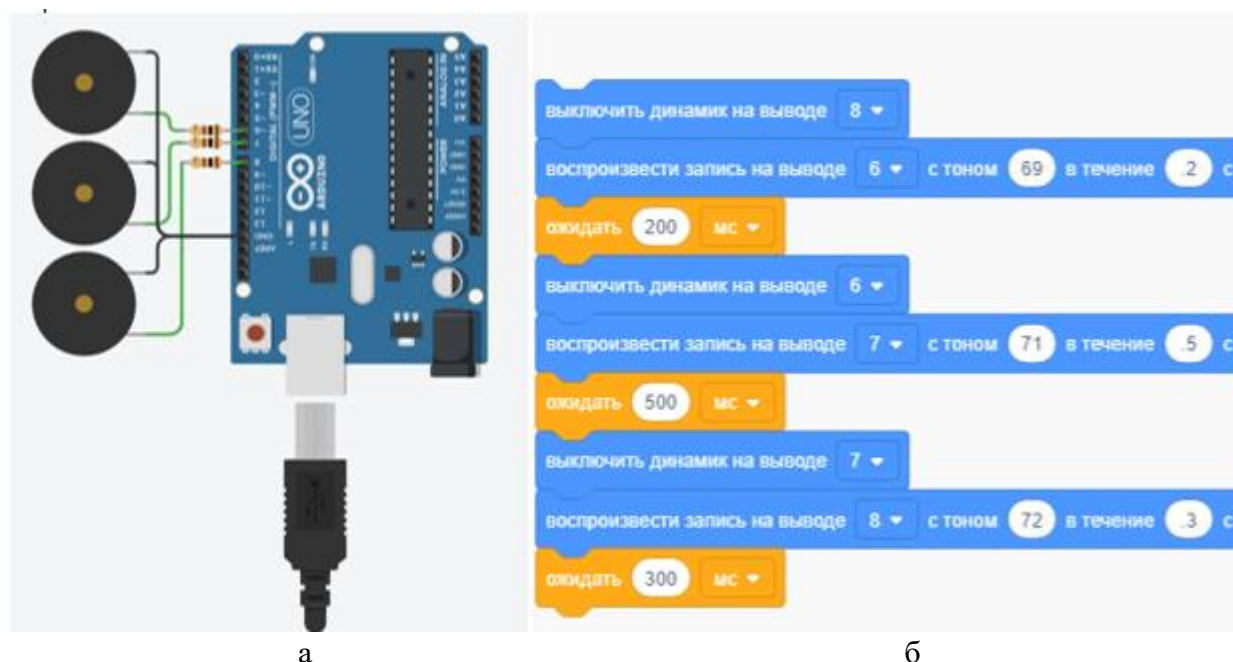 DIGITAL (PWM~)
UNO
ARDUINO
выключить динамик на выводе 8
воспроизвести запись на выводе 6 с тоном 69 в течение .2 с
ожидать 200 мс
выключить динамик на выводе 6
воспроизвести запись на выводе 7 с тоном 71 в течение .5 с
ожидать 500 мс
выключить динамик на выводе 7
воспроизвести запись на выводе 8 с тоном 72 в течение .3 с
ожидать 300 мс
а
б